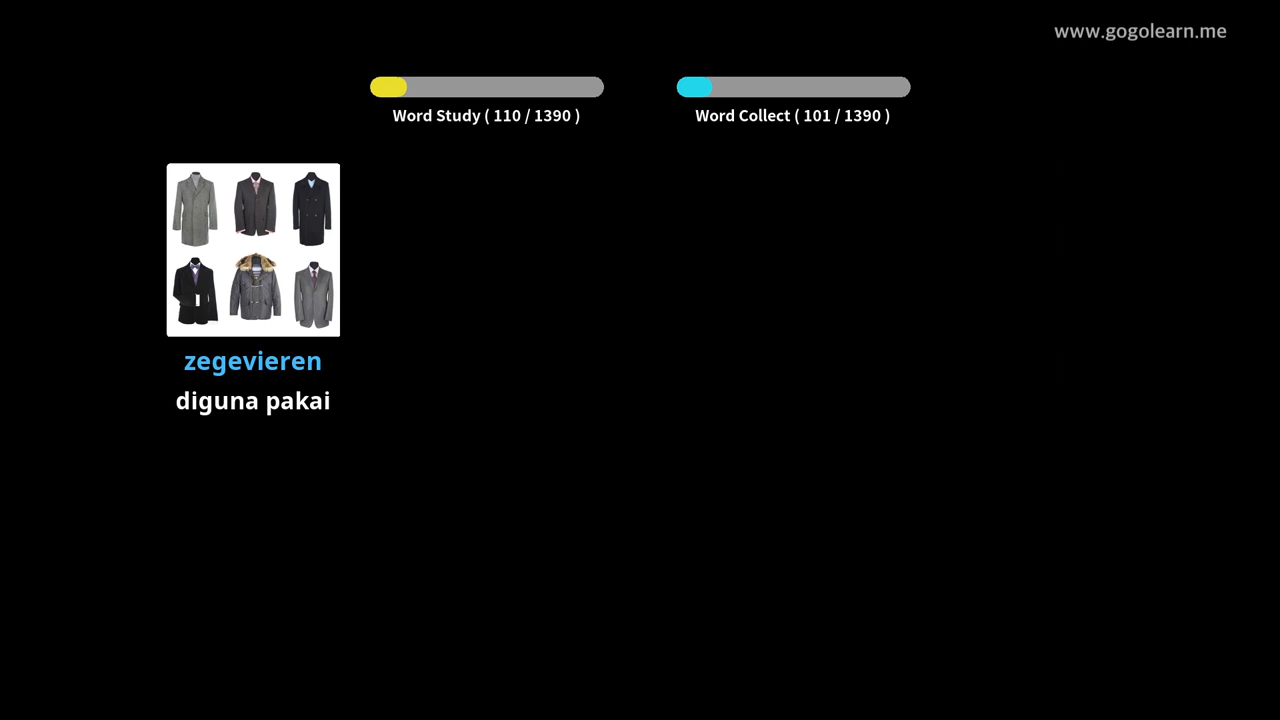 www.gogolearn.me
Word Study ( 110 / 1390 )
Word Collect ( 101 / 1390 )
zegevieren
diguna pakai